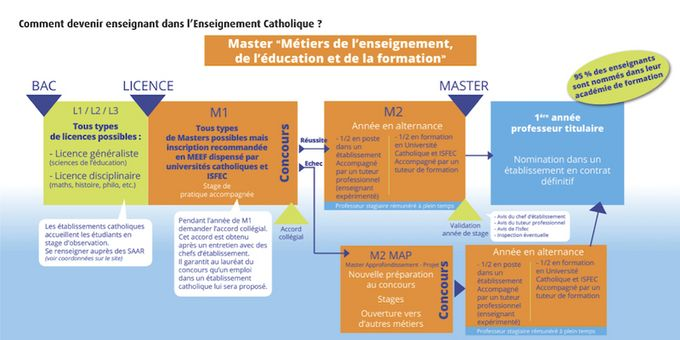 Comment devenir enseignant dans l'Enseignement Catholique ?
Master "Métiers de l'enseignement,
de l'éducation et de la formation"
95 % des enseignants
sont nommés dans leur
académie de formation
BAC
LICENCE
MASTER
L1 / L2 / L3
Tous types
de licences possibles :
- Licence généraliste
(sciences de l'éducation)
- Licence disciplinaire
(maths, histoire, philo, etc.)
Les établissements catholiques
accueillent les étudiants en
stage d'observation.
Se renseigner auprès des SAAR
(voir coordonnées sur le site)
M1
Tous types
de Masters possibles mais
inscription recommandée
en MEEF dispensé par
universités catholiques et
ISFEC
Stage de
pratique accompagnée
Concours
Pendant l'année de M1
demander l'accord collégial.
Cet accord est obtenu
après un entretien avec des
chefs d'établissement.
Il garantit au lauréat du
concours qu'un emploi
dans un établissement
catholique lui sera proposé.
Accord
collégial
Réussite
Echec
M2
Année en alternance
- 1/2 en poste
dans un
établissement
Accompagné
par un tuteur
professionnel
(enseignant
expérimenté)
- 1/2 en formation
en Université
Catholique et ISFEC
Accompagné par un
tuteur de formation
Professeur stagiaire rémunéré à plein temps
Validation
année de stage
- Avis du chef d'établissement
- Avis du tuteur professionnel
- Avis de l'Isfec
- Inspection éventuelle
1ère année
professeur titulaire
Nomination dans un
établissement en contrat
définitif
M2 MAP
Master Approfondissement - Projet
Nouvelle préparation
au concours
Stages
Ouverture vers
d'autres métiers
Concours
Année en alternance
- 1/2 en poste
dans un
établissement
Accompagné
par un tuteur
professionnel
(enseignant
expérimenté)
- 1/2 en formation
en Université
Catholique et ISFEC
Accompagné par un
tuteur de formation
Professeur stagiaire rémunéré à plein temps